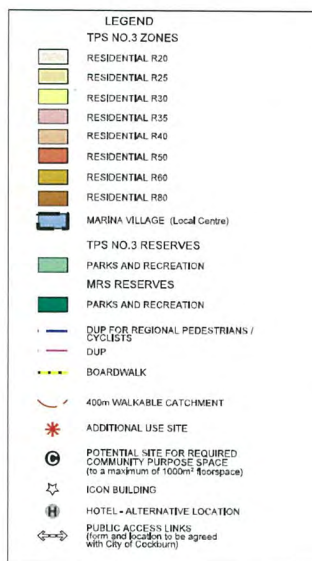 LEGEND
TPS NO.3 ZONES
RESIDENTIAL R20
RESIDENTIAL R25
RESIDENTIAL R30
RESIDENTIAL R35
RESIDENTIAL R40
RESIDENTIAL R50
RESIDENTIAL R60
RESIDENTIAL R80
MARINA VILLAGE (Local Centre)
TPS NO.3 RESERVES
PARKS AND RECREATION
MRS RESERVES
PARKS AND RECREATION
DUP FOR REGIONAL PEDESTRIANS /
CYCLISTS
DUP
BOARDWALK
400m WALKABLE CATCHMENT
ADDITIONAL USE SITE
C POTENTIAL SITE FOR REQUIRED
COMMUNITY PURPOSE SPACE
(to a maximum of 1000m² floorspace)
ICON BUILDING
H HOTEL - ALTERNATIVE LOCATION
PUBLIC ACCESS LINKS
(form and location to be agreed
with City of Cockburn)